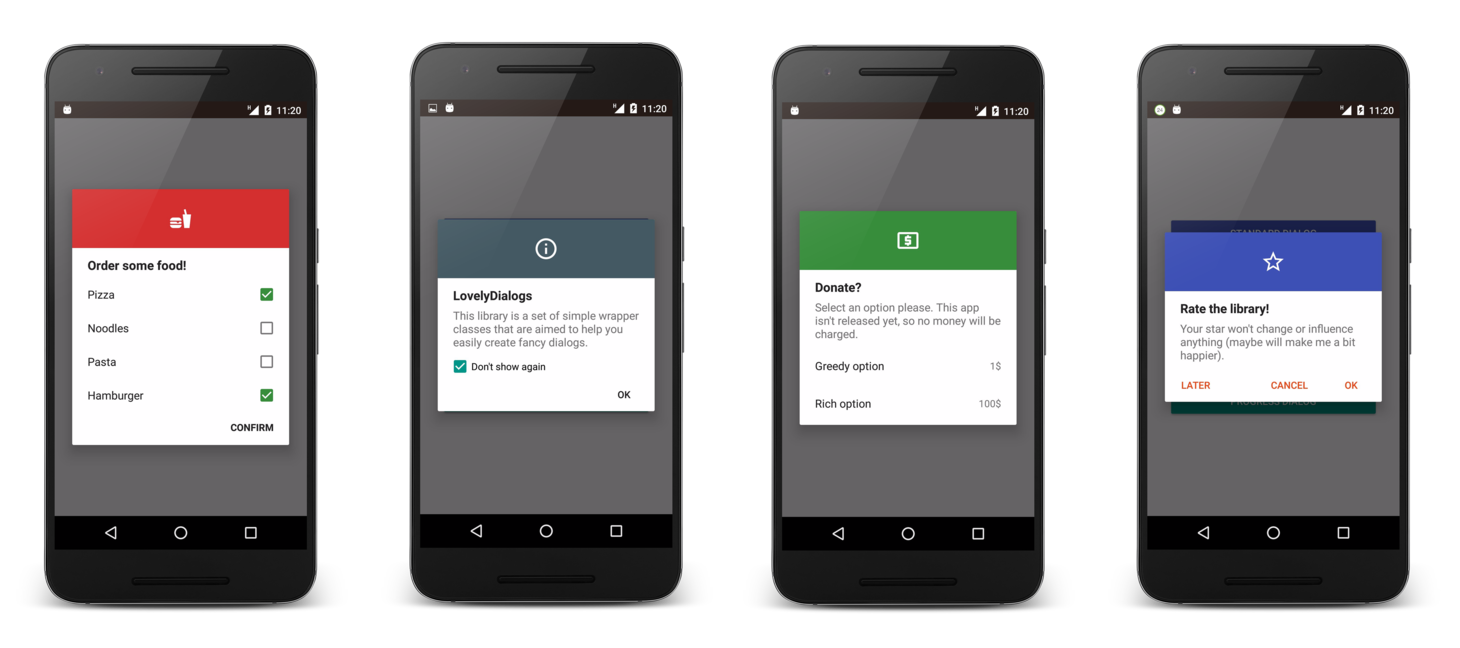 H 11:20
Order some food!
Pizza
Noodles
Pasta
Hamburger
CONFIRM
H 11:20
LovelyDialogs
This library is a set of simple wrapper
classes that are aimed to help you
easily create fancy dialogs.
Don't show again
OK
H 11:20
$
Donate?
Select an option please. This app
isn't released yet, so no money will be
charged.
Greedy option 1$
Rich option 100$
H 11:20
STANDARD DIALOG
Rate the library!
Your star won't change or influence
anything (maybe will make me a bit
happier).
LATER CANCEL OK
PROGRESS DIALOG